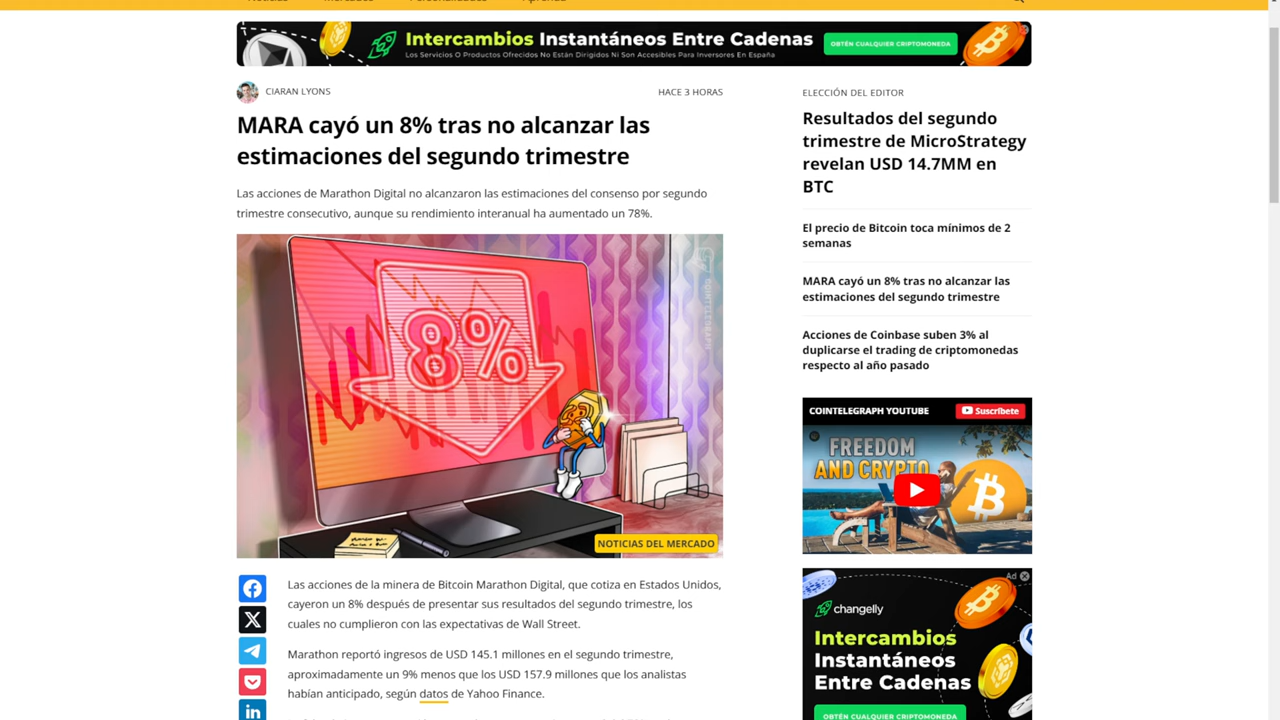 Noticias Mercados Personalidades Aprenda
Intercambios Instantáneos Entre Cadenas
Los Servicios O Productos Ofrecidos No Están Dirigidos Ni Son Accesibles Para Inversores En España
OBTÉN CUALQUIER CRIPTOMONEDA
CIARAN LYONS
HACE 3 HORAS
MARA cayó un 8% tras no alcanzar las
estimaciones del segundo trimestre
Las acciones de Marathon Digital no alcanzaron las estimaciones del consenso por segundo
trimestre consecutivo, aunque su rendimiento interanual ha aumentado un 78%.
8%
COINTELEGRAPH
NOTICIAS DEL MERCADO
Las acciones de la minera de Bitcoin Marathon Digital, que cotiza en Estados Unidos,
cayeron un 8% después de presentar sus resultados del segundo trimestre, los
cuales no cumplieron con las expectativas de Wall Street.
Marathon reportó ingresos de USD 145.1 millones en el segundo trimestre,
aproximadamente un 9% menos que los USD 157.9 millones que los analistas
habían anticipado, según datos de Yahoo Finance.
ELECCIÓN DEL EDITOR
Resultados del segundo
trimestre de MicroStrategy
revelan USD 14.7MM en
BTC
El precio de Bitcoin toca mínimos de 2
semanas
MARA cayó un 8% tras no alcanzar las
estimaciones del segundo trimestre
Acciones de Coinbase suben 3% al
duplicarse el trading de criptomonedas
respecto al año pasado
COINTELEGRAPH YOUTUBE
Suscríbete
FREEDOM
AND CRYPTO
Ad
changelly
Intercambios
Instantáneos
Entre Cadenas
OBTÉN CUALQUIER CRIPTOMONEDA